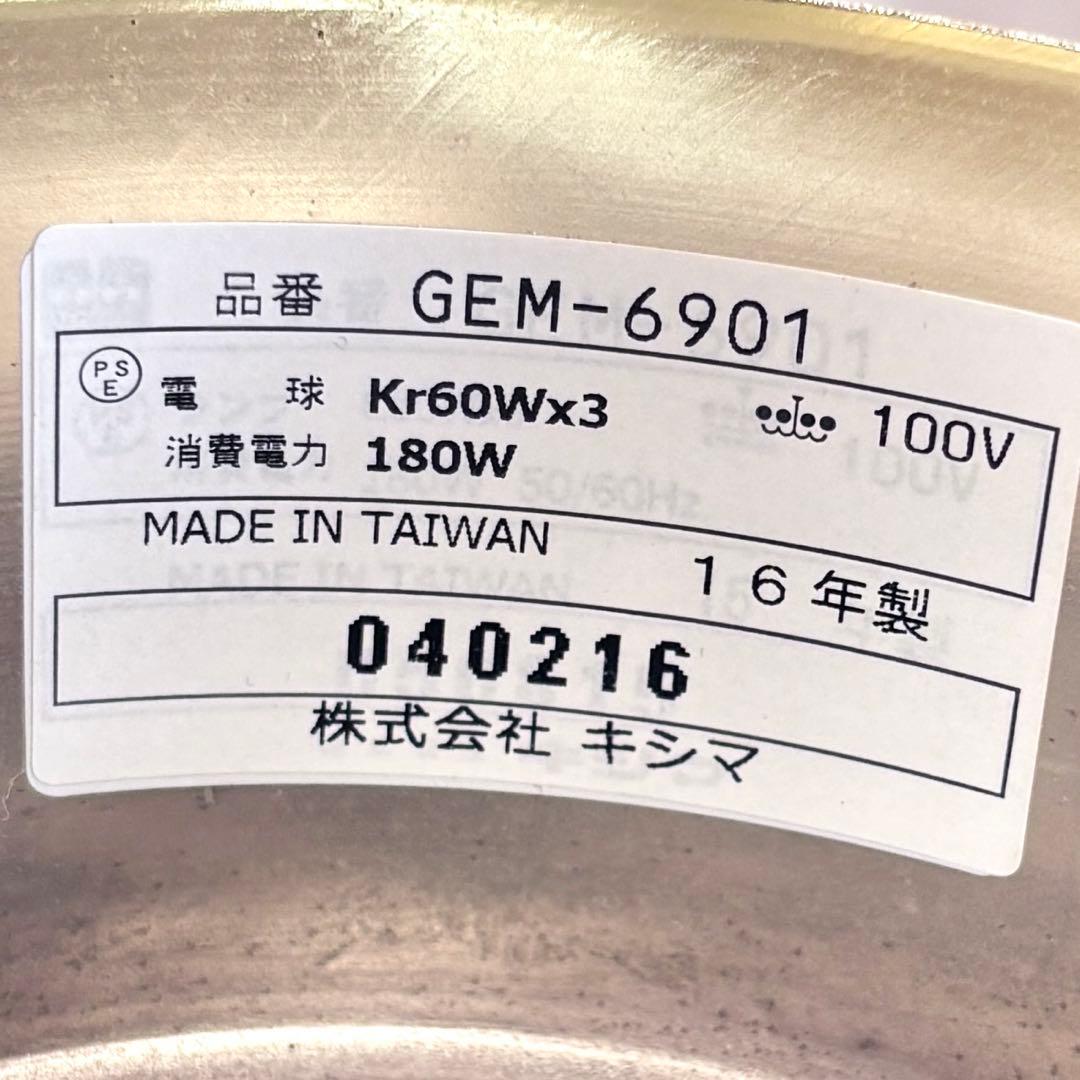 品番 GEM-6901
PSE 電球 Kr60Wx3 100V
消費電力 180W
MADE IN TAIWAN
16年製
040216
株式会社 キシマ